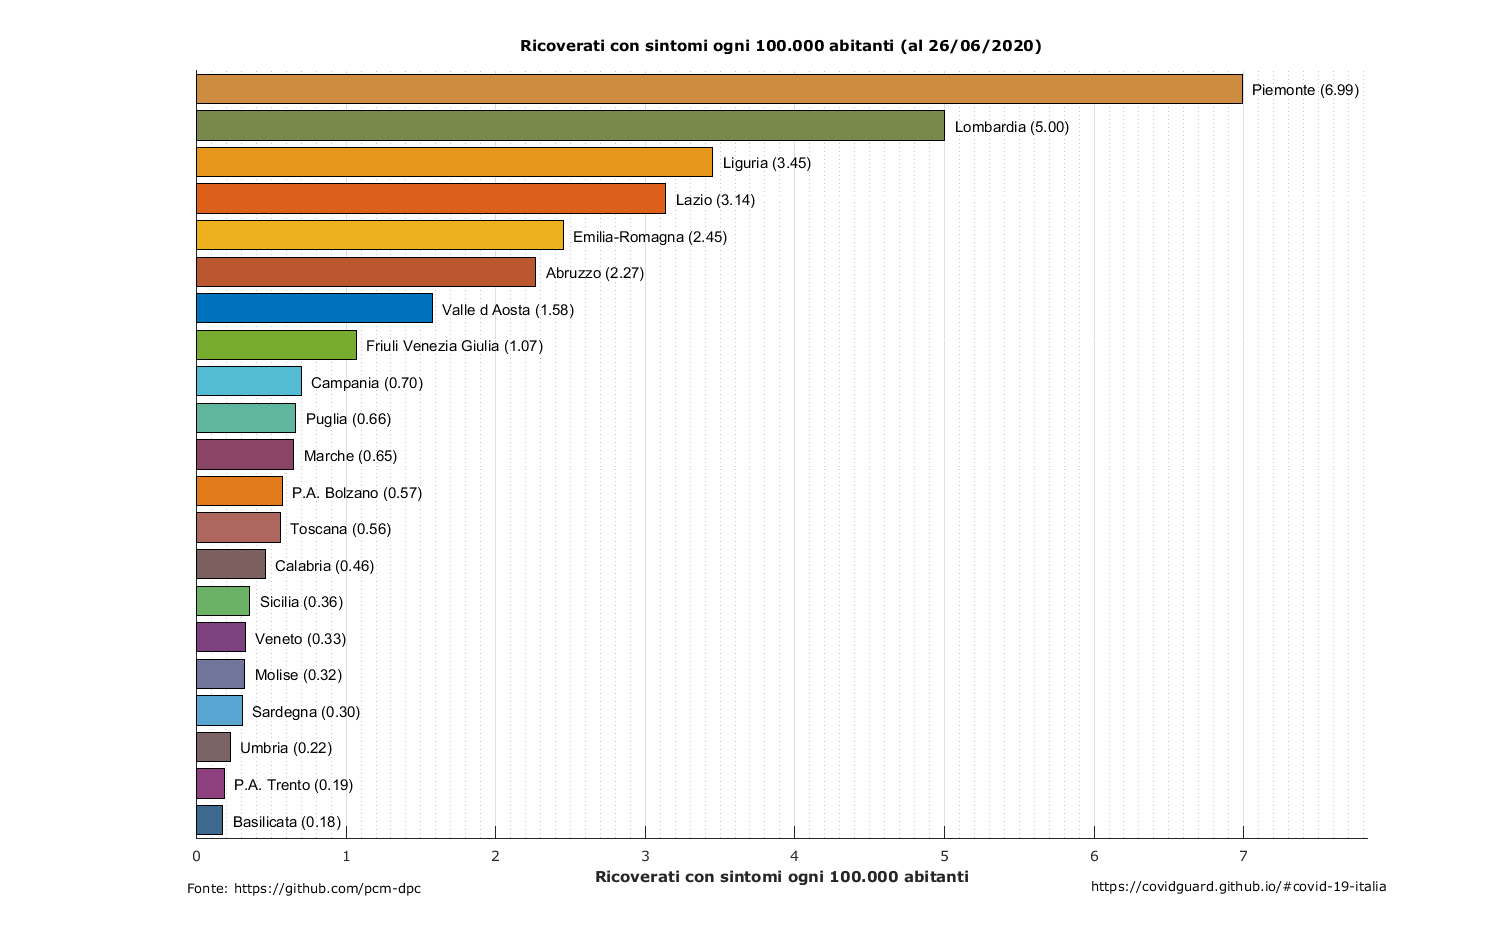 Ricoverati con sintomi ogni 100.000 abitanti (al 26/06/2020)
Piemonte (6.99)
Lombardia (5.00)
Liguria (3.45)
Lazio (3.14)
Emilia-Romagna (2.45)
Abruzzo (2.27)
Valle d Aosta (1.58)
Friuli Venezia Giulia (1.07)
Campania (0.70)
Puglia (0.66)
Marche (0.65)
P.A. Bolzano (0.57)
Toscana (0.56)
Calabria (0.46)
Sicilia (0.36)
Veneto (0.33)
Molise (0.32)
Sardegna (0.30)
Umbria (0.22)
P.A. Trento (0.19)
Basilicata (0.18)
0 1 2 3 4 5 6 7
Ricoverati con sintomi ogni 100.000 abitanti
Fonte: https://github.com/pcm-dpc
https://covidguard.github.io/#covid-19-italia